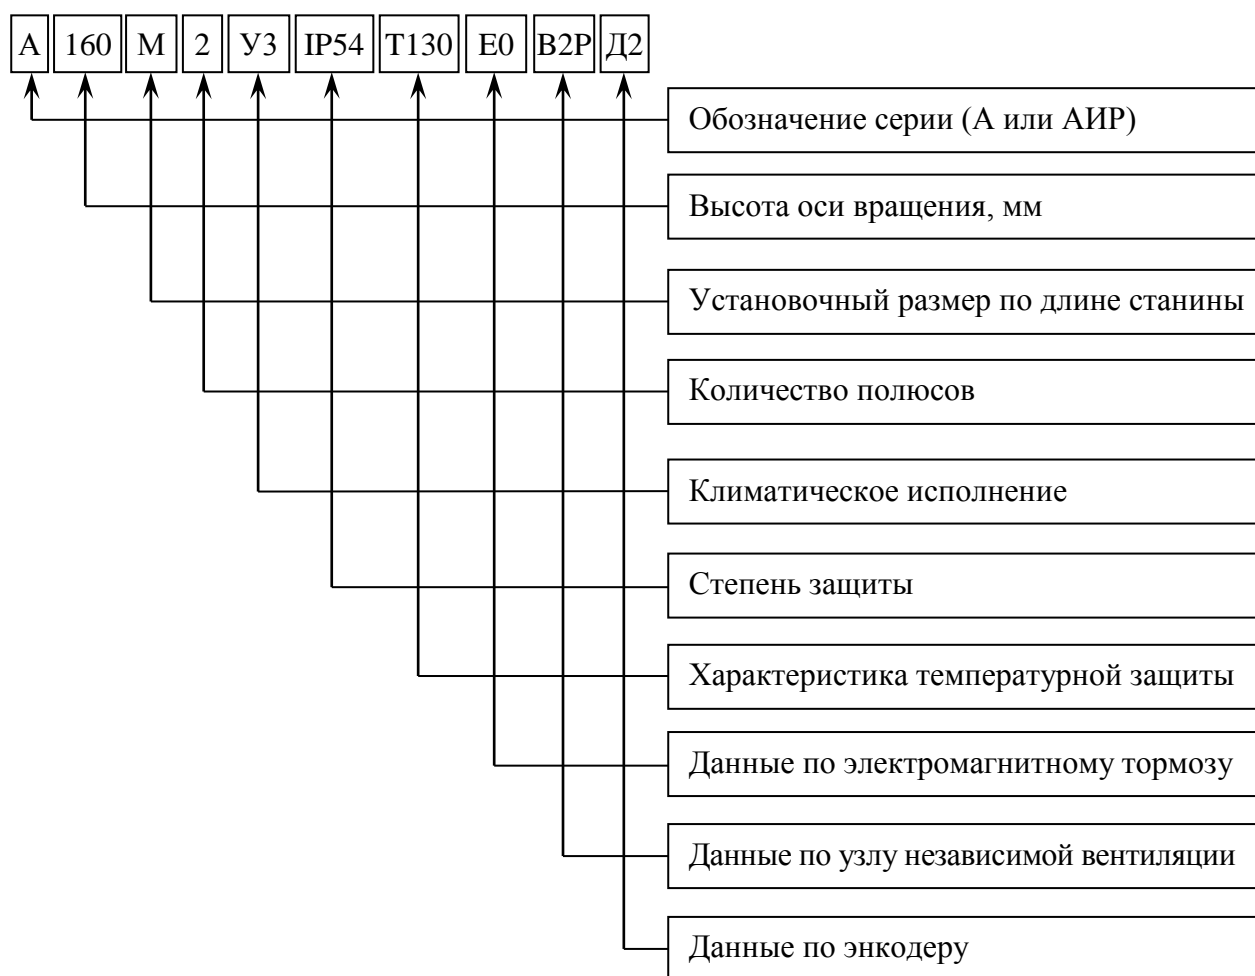 А 160 М 2 У3 IP54 Т130 Е0 В2Р Д2
Обозначение серии (А или АИР)
Высота оси вращения, мм
Установочный размер по длине станины
Количество полюсов
Климатическое исполнение
Степень защиты
Характеристика температурной защиты
Данные по электромагнитному тормозу
Данные по узлу независимой вентиляции
Данные по энкодеру